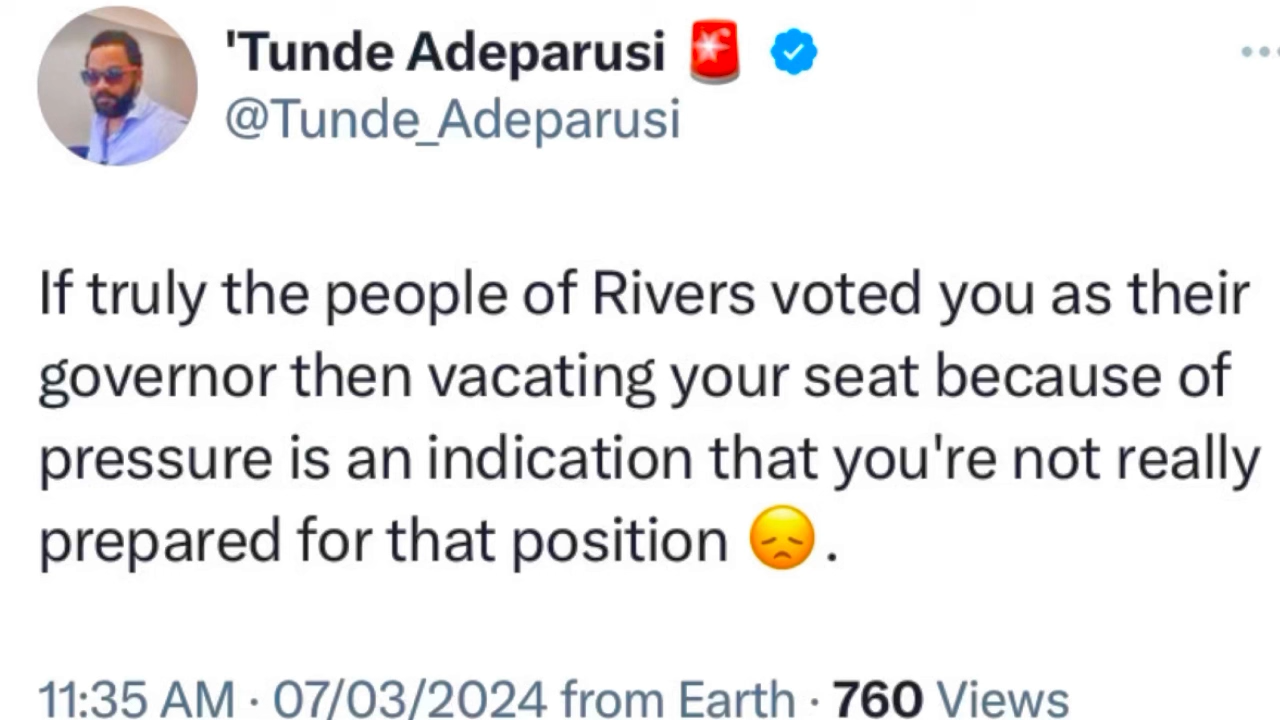 'Tunde Adeparusi 🚨
@Tunde_Adeparusi
If truly the people of Rivers voted you as their
governor then vacating your seat because of
pressure is an indication that you're not really
prepared for that position 😞.
11:35 AM · 07/03/2024 from Earth · 760 Views